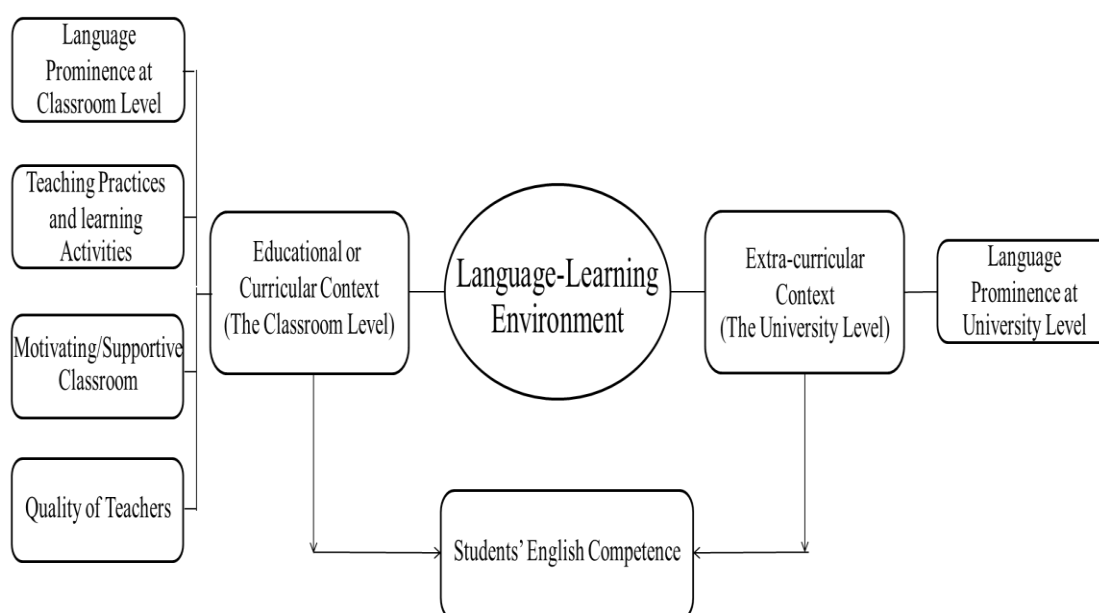 Language
Prominence at
Classroom Level
Teaching Practices
and learning
Activities
Motivating/Supportive
Classroom
Quality of Teachers
Educational or
Curricular Context
(The Classroom Level)
Language-Learning
Environment
Extra-curricular
Context
(The University Level)
Language
Prominence at
University Level
Students’ English Competence